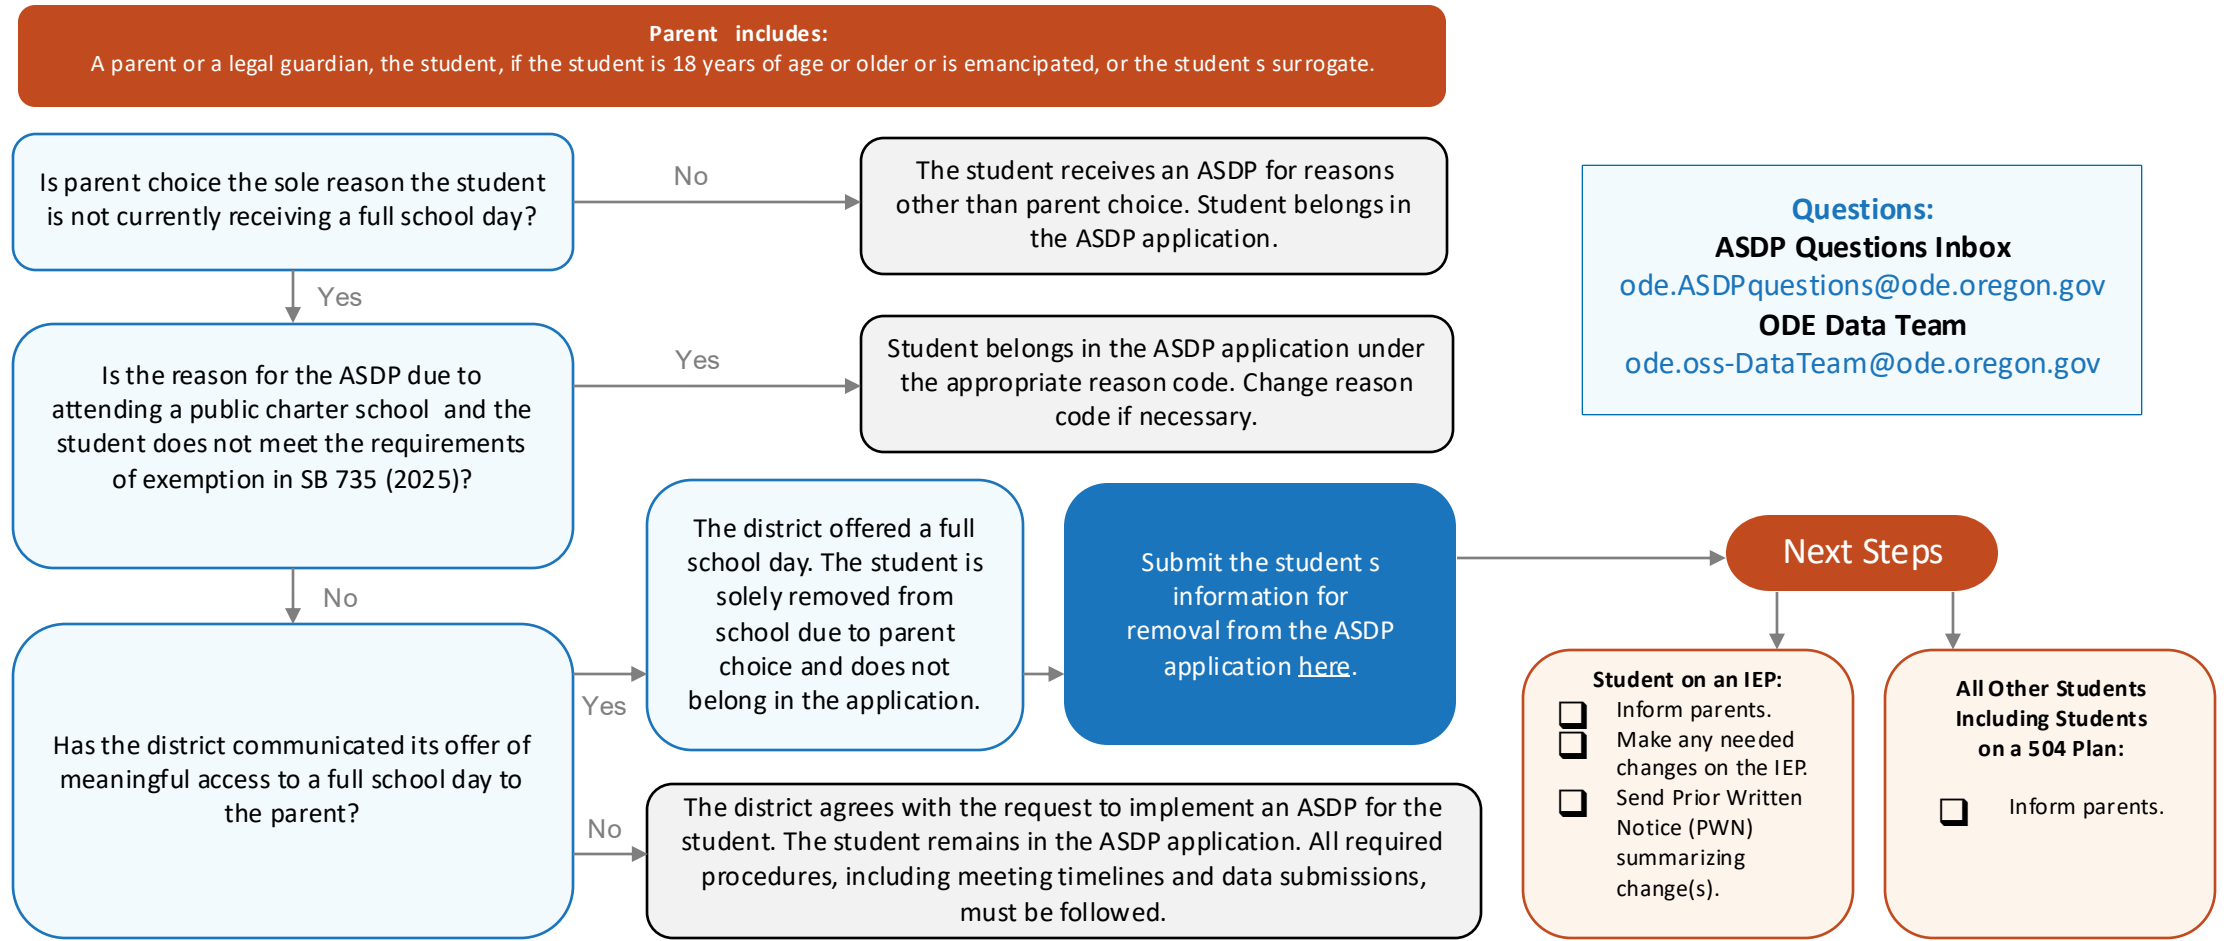 Parent includes:
A parent or a legal guardian, the student, if the student is 18 years of age or older or is emancipated, or the student s surrogate.
Is parent choice the sole reason the student
is not currently receiving a full school day?
No
The student receives an ASDP for reasons
other than parent choice. Student belongs in
the ASDP application.
Yes
Is the reason for the ASDP due to
attending a public charter school and the
student does not meet the requirements
of exemption in SB 735 (2025)?
Yes
Student belongs in the ASDP application under
the appropriate reason code. Change reason
code if necessary.
No
Has the district communicated its offer of
meaningful access to a full school day to
the parent?
Yes
The district offered a full
school day. The student is
solely removed from
school due to parent
choice and does not
belong in the application.
Submit the student s
information for
removal from the ASDP
application here.
No
The district agrees with the request to implement an ASDP for the
student. The student remains in the ASDP application. All required
procedures, including meeting timelines and data submissions,
must be followed.
Questions:
ASDP Questions Inbox
ode.ASDPquestions@ode.oregon.gov
ODE Data Team
ode.oss-DataTeam@ode.oregon.gov
Next Steps
Student on an IEP:
❑ Inform parents.
❑ Make any needed
changes on the IEP.
❑ Send Prior Written
Notice (PWN)
summarizing
change(s).
All Other Students
Including Students
on a 504 Plan:
❑ Inform parents.